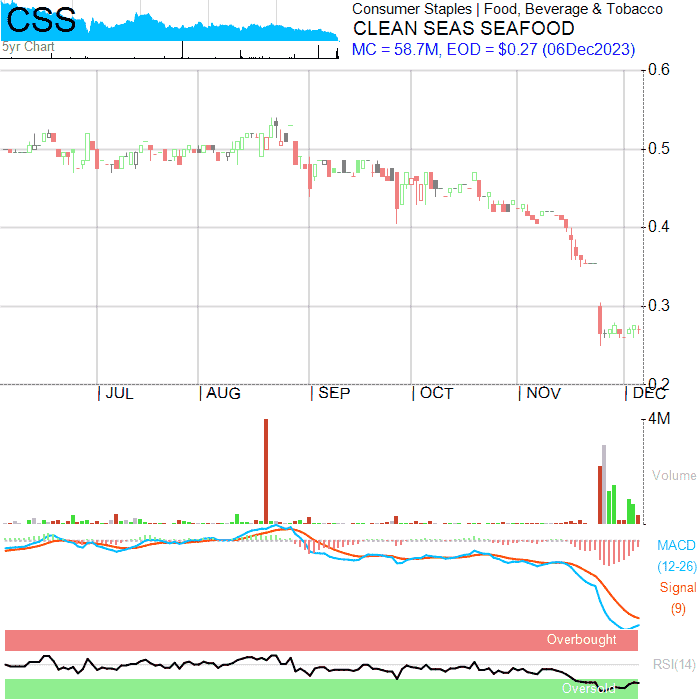 CSS
5yr Chart
Consumer Staples | Food, Beverage & Tobacco
CLEAN SEAS SEAFOOD
MC = 58.7M, EOD = $0.27 (06Dec2023)
0.6
0.5
0.4
0.3
0.2
| JUL
| AUG
| SEP
| OCT
| NOV
| DEC
4M
Volume
MACD
(12-26)
Signal
(9)
Overbought
RSI(14)
Oversold